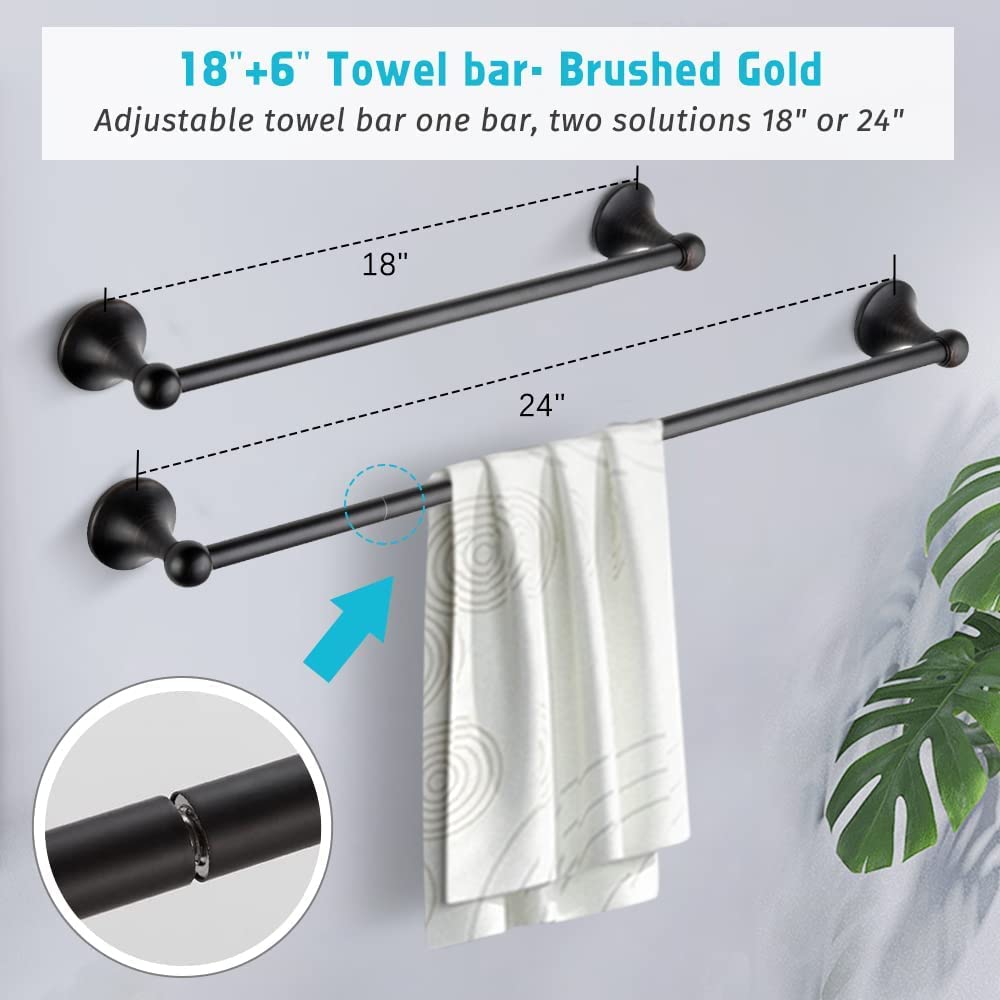 18"+6" Towel bar- Brushed Gold
Adjustable towel bar one bar, two solutions 18" or 24"
18"
24"